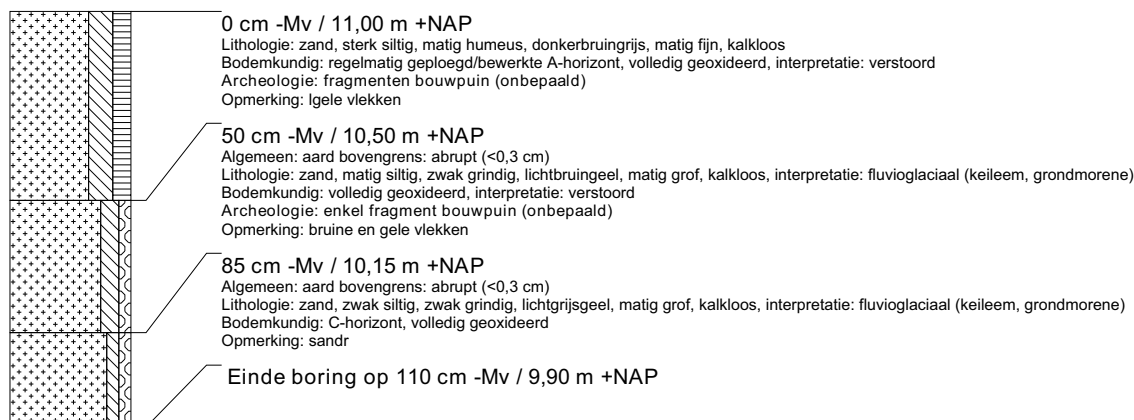 0 cm -Mv / 11,00 m +NAP
Lithologie: zand, sterk siltig, matig humeus, donkerbruingrijs, matig fijn, kalkloos
Bodemkundig: regelmatig geploegd/bewerkte A-horizont, volledig geoxideerd, interpretatie: verstoord
Archeologie: fragmenten bouwpuin (onbepaald)
Opmerking: lgele vlekken
50 cm -Mv / 10,50 m +NAP
Algemeen: aard bovengrens: abrupt (<0,3 cm)
Lithologie: zand, matig siltig, zwak grindig, lichtbruingeel, matig grof, kalkloos, interpretatie: fluvioglaciaal (keileem, grondmorene)
Bodemkundig: volledig geoxideerd, interpretatie: verstoord
Archeologie: enkel fragment bouwpuin (onbepaald)
Opmerking: bruine en gele vlekken
85 cm -Mv / 10,15 m +NAP
Algemeen: aard bovengrens: abrupt (<0,3 cm)
Lithologie: zand, zwak siltig, zwak grindig, lichtgrijsgeel, matig grof, kalkloos, interpretatie: fluvioglaciaal (keileem, grondmorene)
Bodemkundig: C-horizont, volledig geoxideerd
Opmerking: sandr
Einde boring op 110 cm -Mv / 9,90 m +NAP